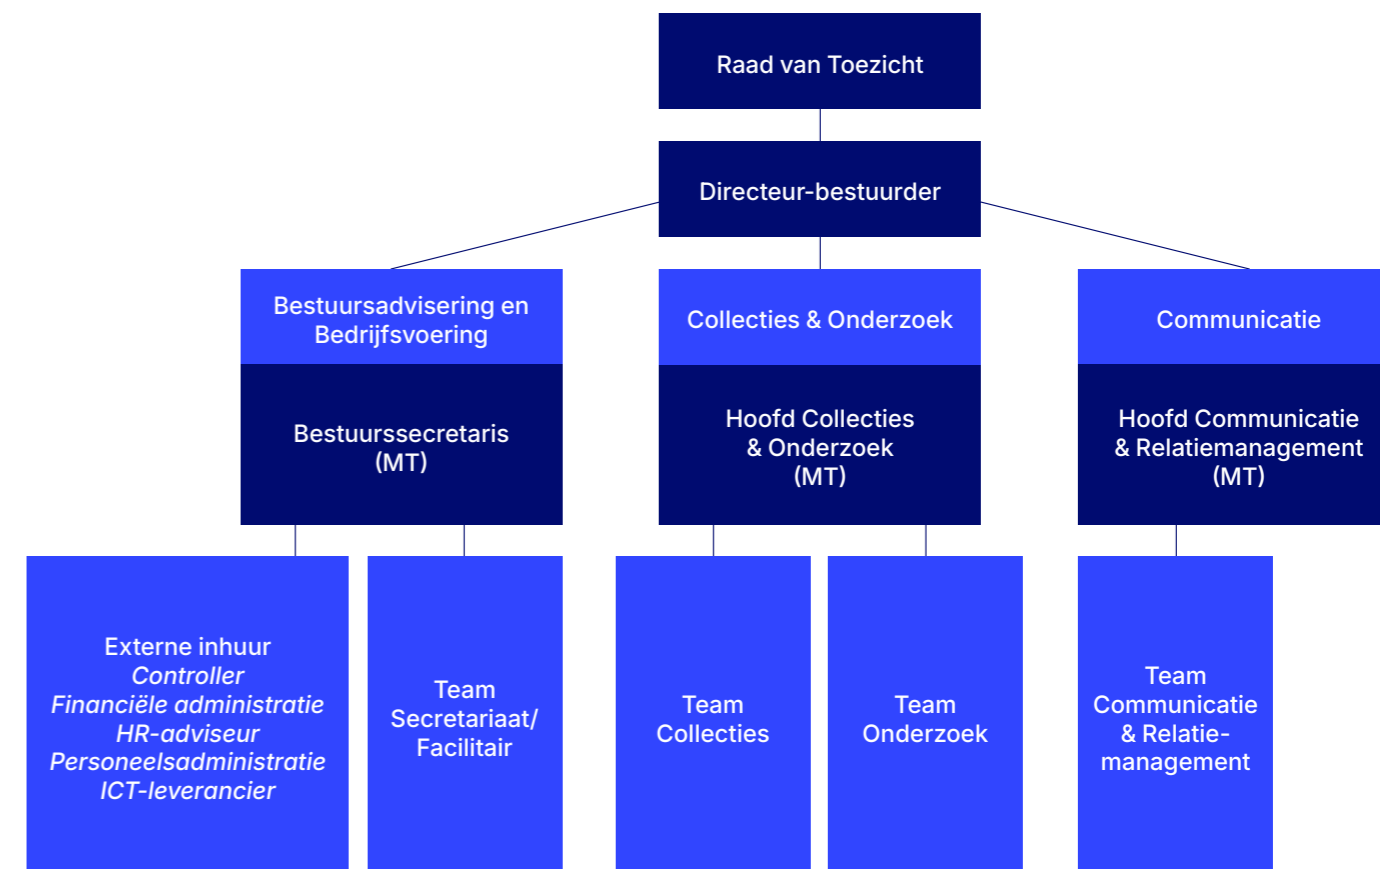 Raad van Toezicht
Directeur-bestuurder
Bestuursadvisering en
Bedrijfsvoering
Collecties & Onderzoek
Communicatie
Bestuurssecretaris
(MT)
Hoofd Collecties
& Onderzoek
(MT)
Hoofd Communicatie
& Relatiemanagement
(MT)
Externe inhuur
Controller
Financiële administratie
HR-adviseur
Personeelsadministratie
ICT-leverancier
Team
Secretariaat/
Facilitair
Team
Collecties
Team
Onderzoek
Team
Communicatie
& Relatie-
management